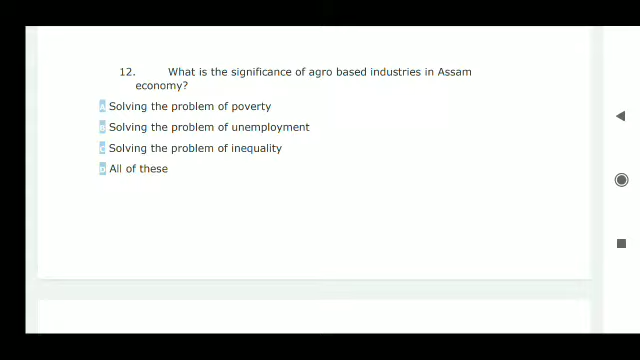 12. What is the significance of agro based industries in Assam
economy?
A Solving the problem of poverty
B Solving the problem of unemployment
C Solving the problem of inequality
D All of these